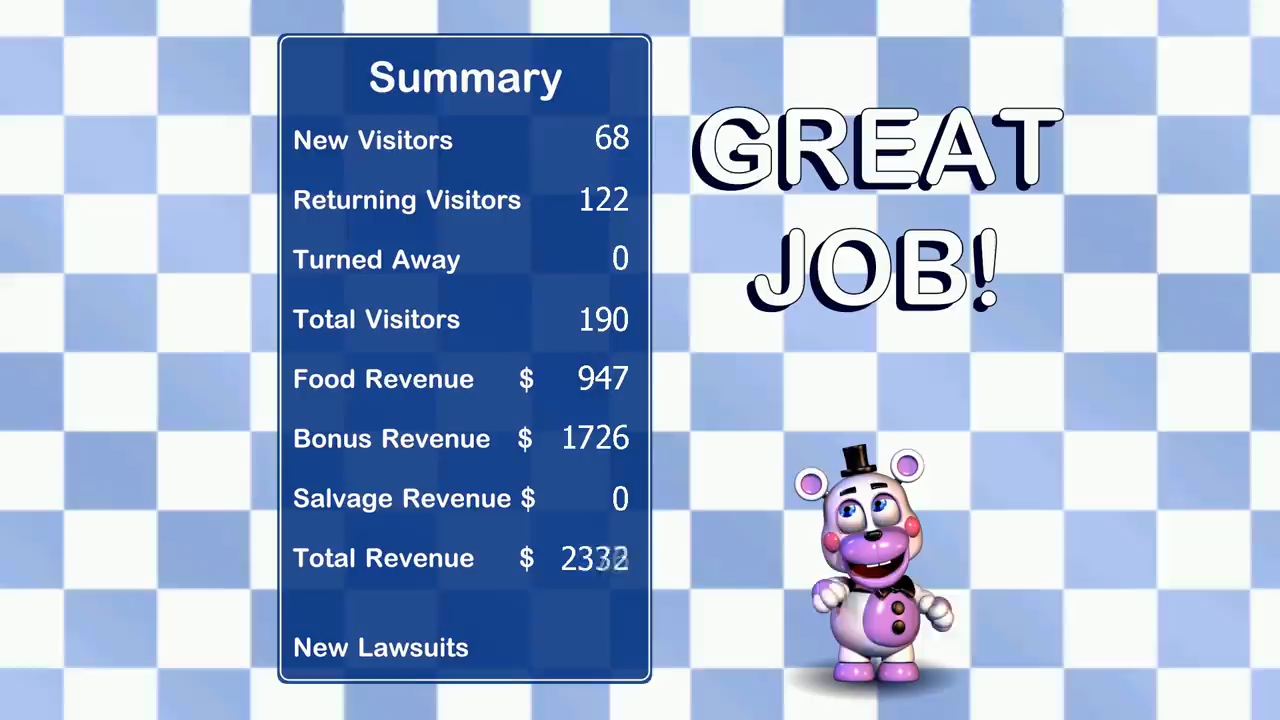 Summary
New Visitors 68
Returning Visitors 122
Turned Away 0
Total Visitors 190
Food Revenue $ 947
Bonus Revenue $ 1726
Salvage Revenue $ 0
Total Revenue $
New Lawsuits
GREAT
JOB!